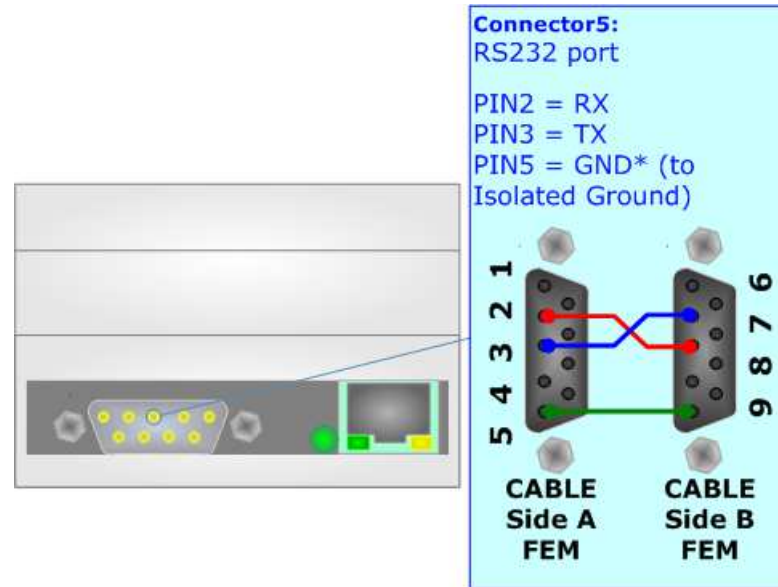 Connector5:
RS232 port
PIN2 = RX
PIN3 = TX
PIN5 = GND* (to
Isolated Ground)
1
2
3
4
5
6
7
8
9
CABLE
Side A
FEM
CABLE
Side B
FEM